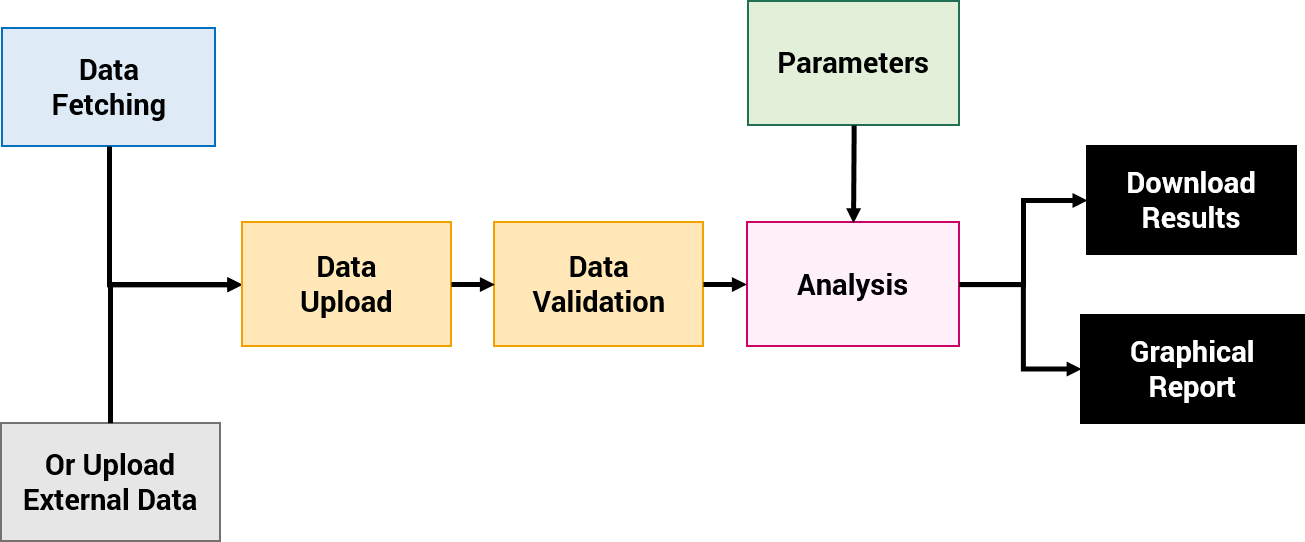 Data
Fetching
Or Upload
External Data
Data
Upload
Data
Validation
Parameters
Analysis
Download
Results
Graphical
Report